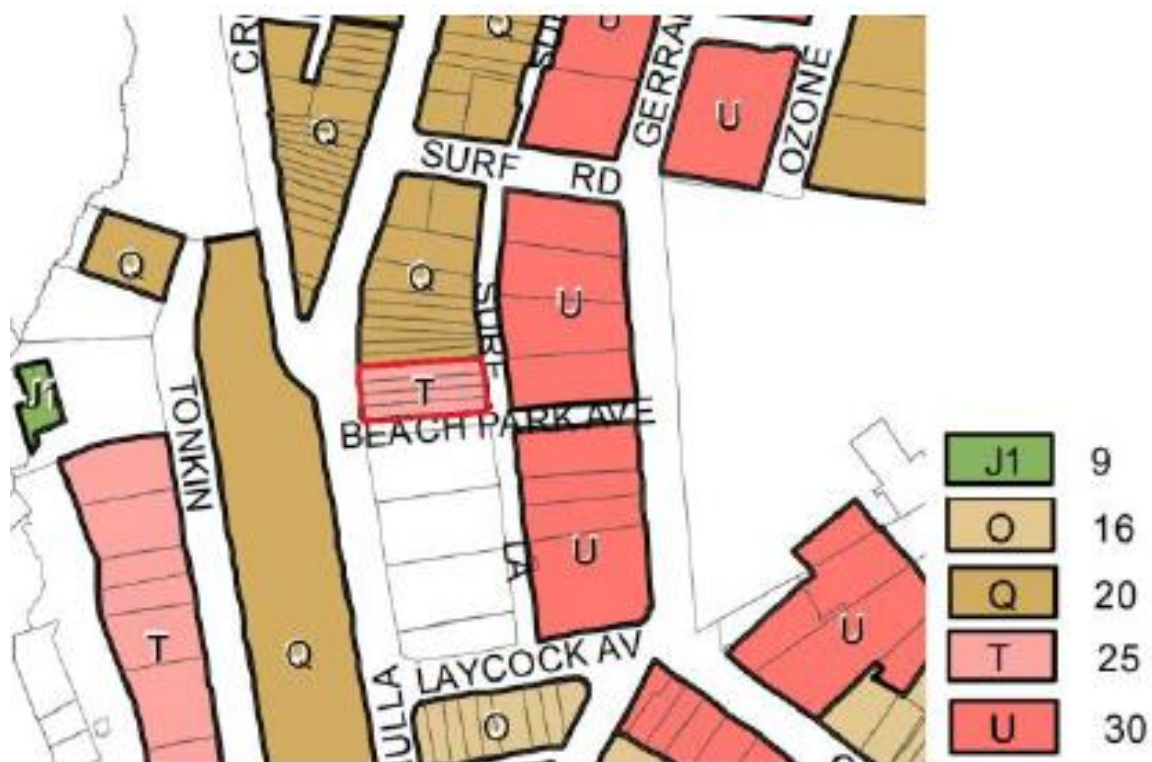 CR
Q
Q
U
GERRA
U
OZONE
SURF RD
Q
Q
SURF
U
J1
TONKIN
T
BEACH PARK AVE
LA
U
T
Q
U
LAYCOCK AV
ULLA
O
J1 9
O 16
Q 20
T 25
U 30